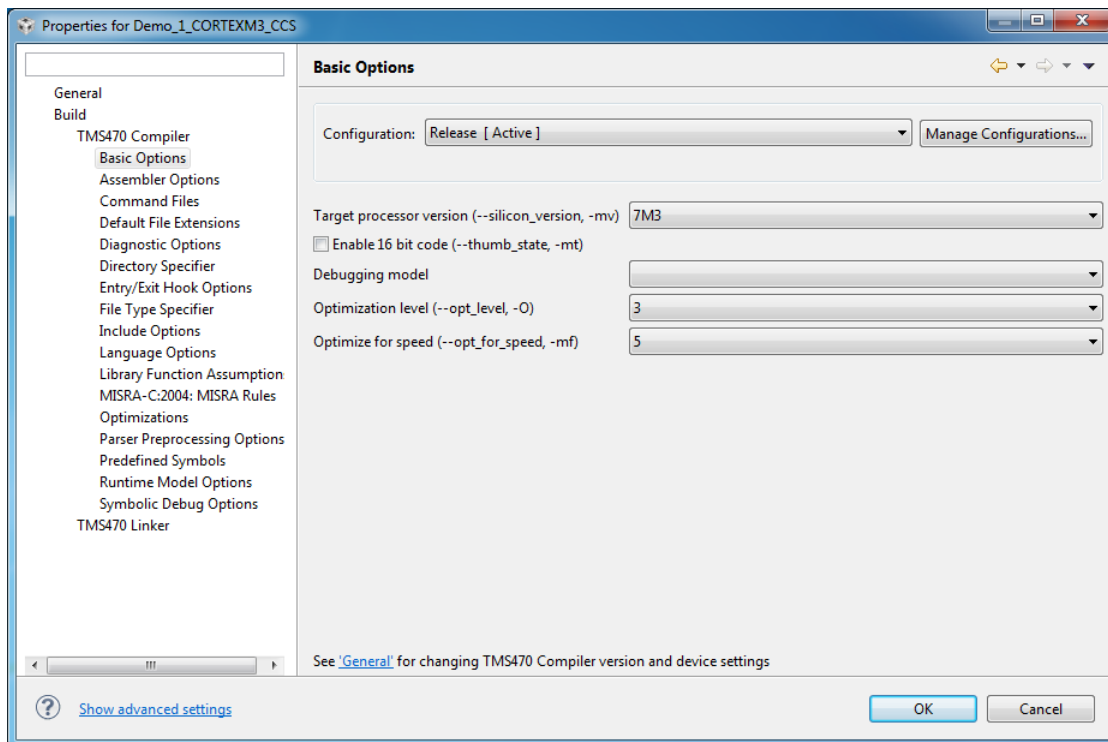 Properties for Demo_1_CORTEXM3_CCS
General
Build
TMS470 Compiler
Basic Options
Assembler Options
Command Files
Default File Extensions
Diagnostic Options
Directory Specifier
Entry/Exit Hook Options
File Type Specifier
Include Options
Language Options
Library Function Assumption
MISRA-C:2004: MISRA Rules
Optimizations
Parser Preprocessing Options
Predefined Symbols
Runtime Model Options
Symbolic Debug Options
TMS470 Linker
Basic Options
Configuration: Release [ Active ] Manage Configurations...
Target processor version (--silicon_version, -mv) 7M3
Enable 16 bit code (--thumb_state, -mt)
Debugging model
Optimization level (--opt_level, -O) 3
Optimize for speed (--opt_for_speed, -mf) 5
See 'General' for changing TMS470 Compiler version and device settings
? Show advanced settings OK Cancel